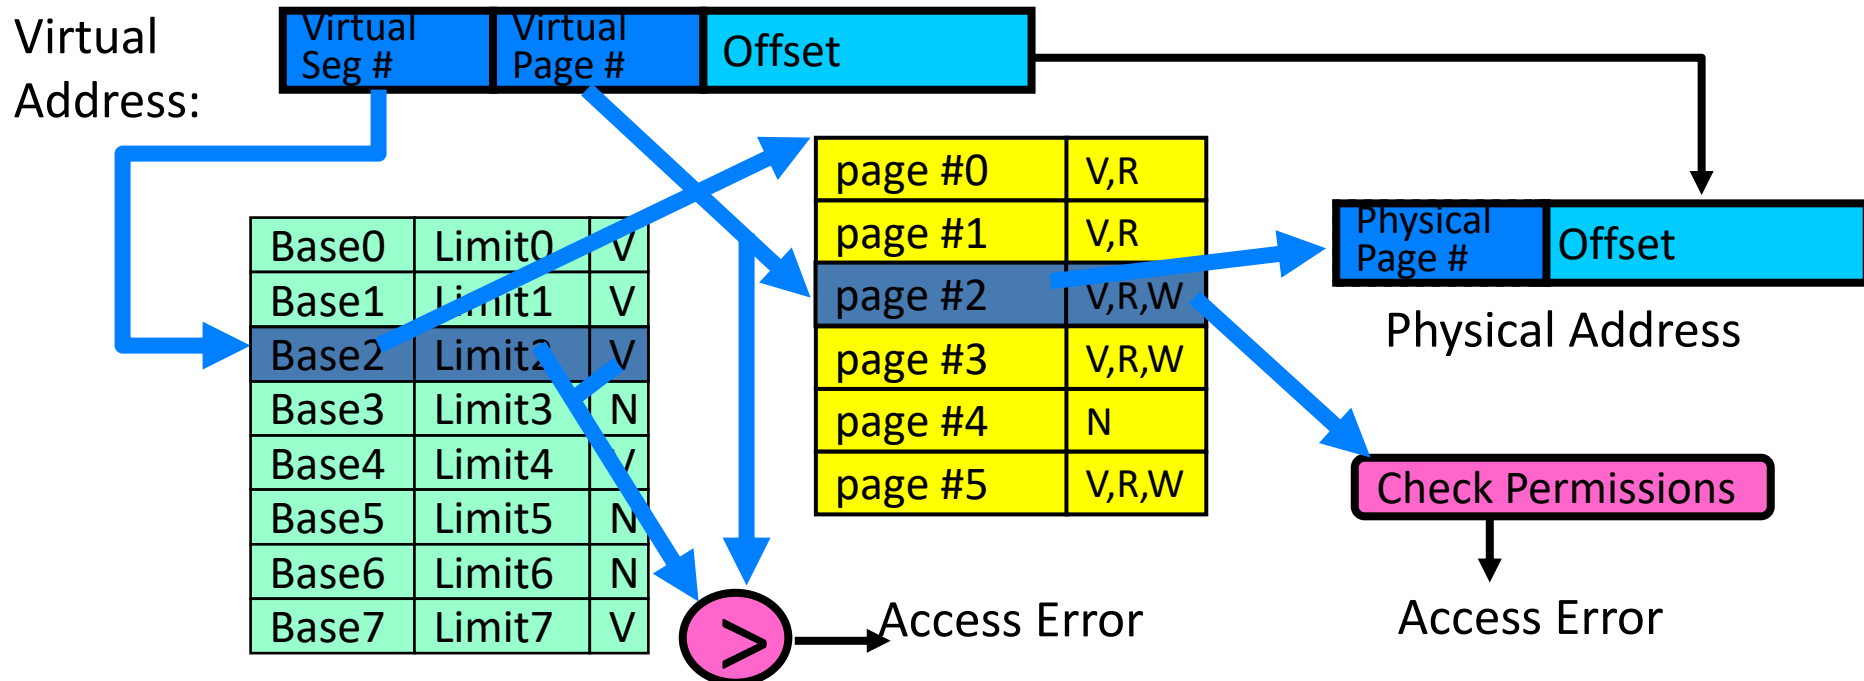 Virtual
Address:
Virtual
Seg #
Virtual
Page #
Offset
Base0 Limit0 V
Base1 Limit1 V
Base2 Limit2 V
Base3 Limit3 N
Base4 Limit4 V
Base5 Limit5 N
Base6 Limit6 N
Base7 Limit7 V
page #0 V,R
page #1 V,R
page #2 V,R,W
page #3 V,R,W
page #4 N
page #5 V,R,W
Physical
Page #
Offset
Physical Address
Check Permissions
>
Access Error
Access Error